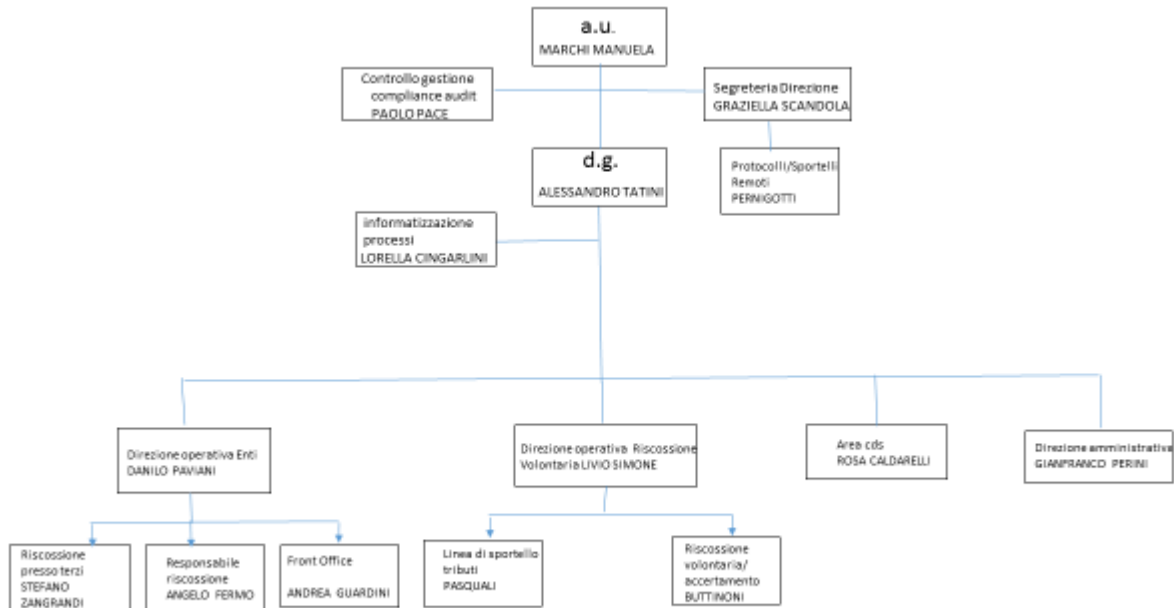 a.u.
MARCHI MANUELA
Controllo gestione
compliance audit
PAOLO PACE
Segreteria Direzione
GRAZIELLA SCANDOLA
d.g.
ALESSANDRO TATINI
Protocolli/Sportelli
Remoti
PERNIGOTTI
informatizzazione
processi
LORELLA CINGARLINI
Direzione operativa Enti
DANILO PAVIANI
Direzione operativa Riscossione
Volontaria LIVIO SIMONE
Area cds
ROSA CALDARELLI
Direzione amministrativa
GIANFRANCO PERINI
Riscossione
presso terzi
STEFANO
ZANGRANDI
Responsabile
riscossione
ANGELO FERMO
Front Office
ANDREA GUARDINI
Linea di sportello
tributi
PASQUALI
Riscossione
volontaria/
accertamento
BUTTINONI